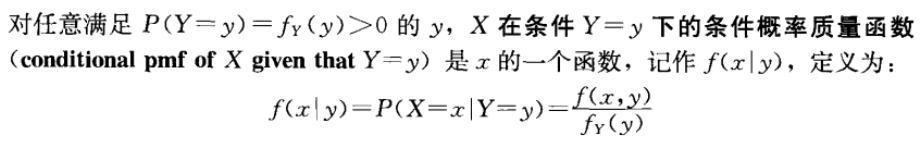 对任意满足 P(Y=y)=f_Y(y)>0 的 y，X 在条件 Y=y 下的条件概率质量函数
（conditional pmf of X given that Y=y）是 x 的一个函数，记作 f(x|y)，定义为：
f(x|y)=P(X=x|Y=y)=\frac{f(x,y)}{f_Y(y)}